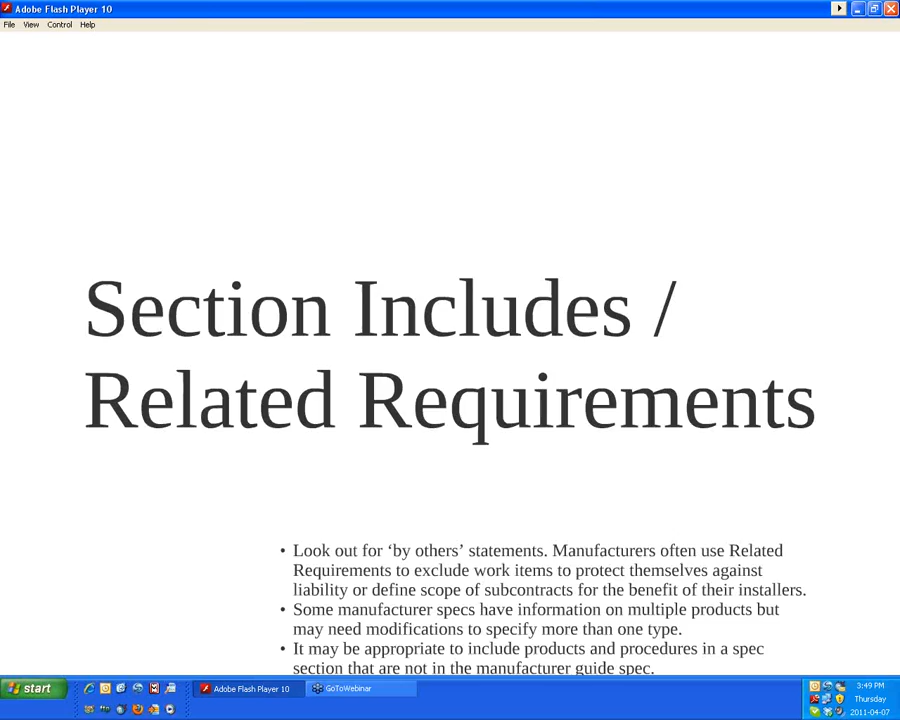 Adobe Flash Player 10
File View Control Help
Section Includes /
Related Requirements
• Look out for ‘by others’ statements. Manufacturers often use Related
Requirements to exclude work items to protect themselves against
liability or define scope of subcontracts for the benefit of their installers.
• Some manufacturer specs have information on multiple products but
may need modifications to specify more than one type.
• It may be appropriate to include products and procedures in a spec
section that are not in the manufacturer guide spec.
start
Adobe Flash Player 10
GoToWebinar
3:49 PM
Thursday
2011-04-07